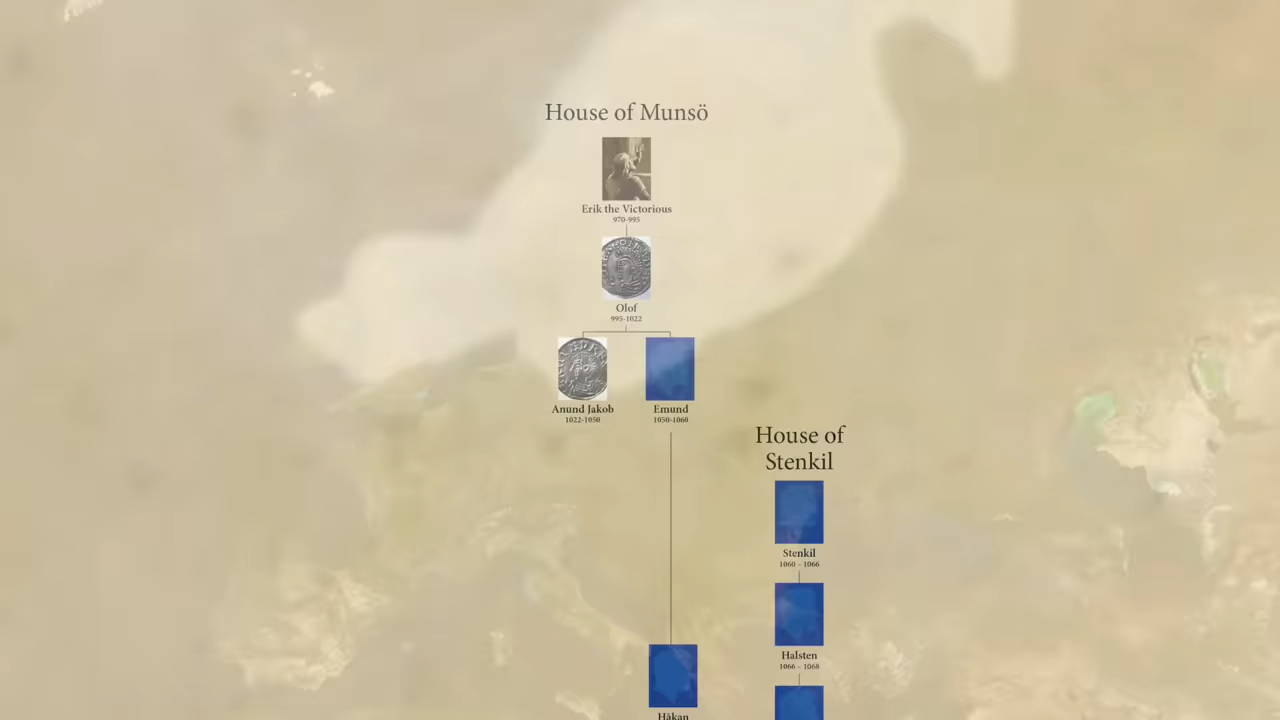 House of Munsö
Erik the Victorious
970-995
Olof
995-1022
Anund Jakob
1022-1050
Emund
1050-1060
House of
Stenkil
Stenkil
1060 - 1066
Halsten
1066 - 1068
Håkan